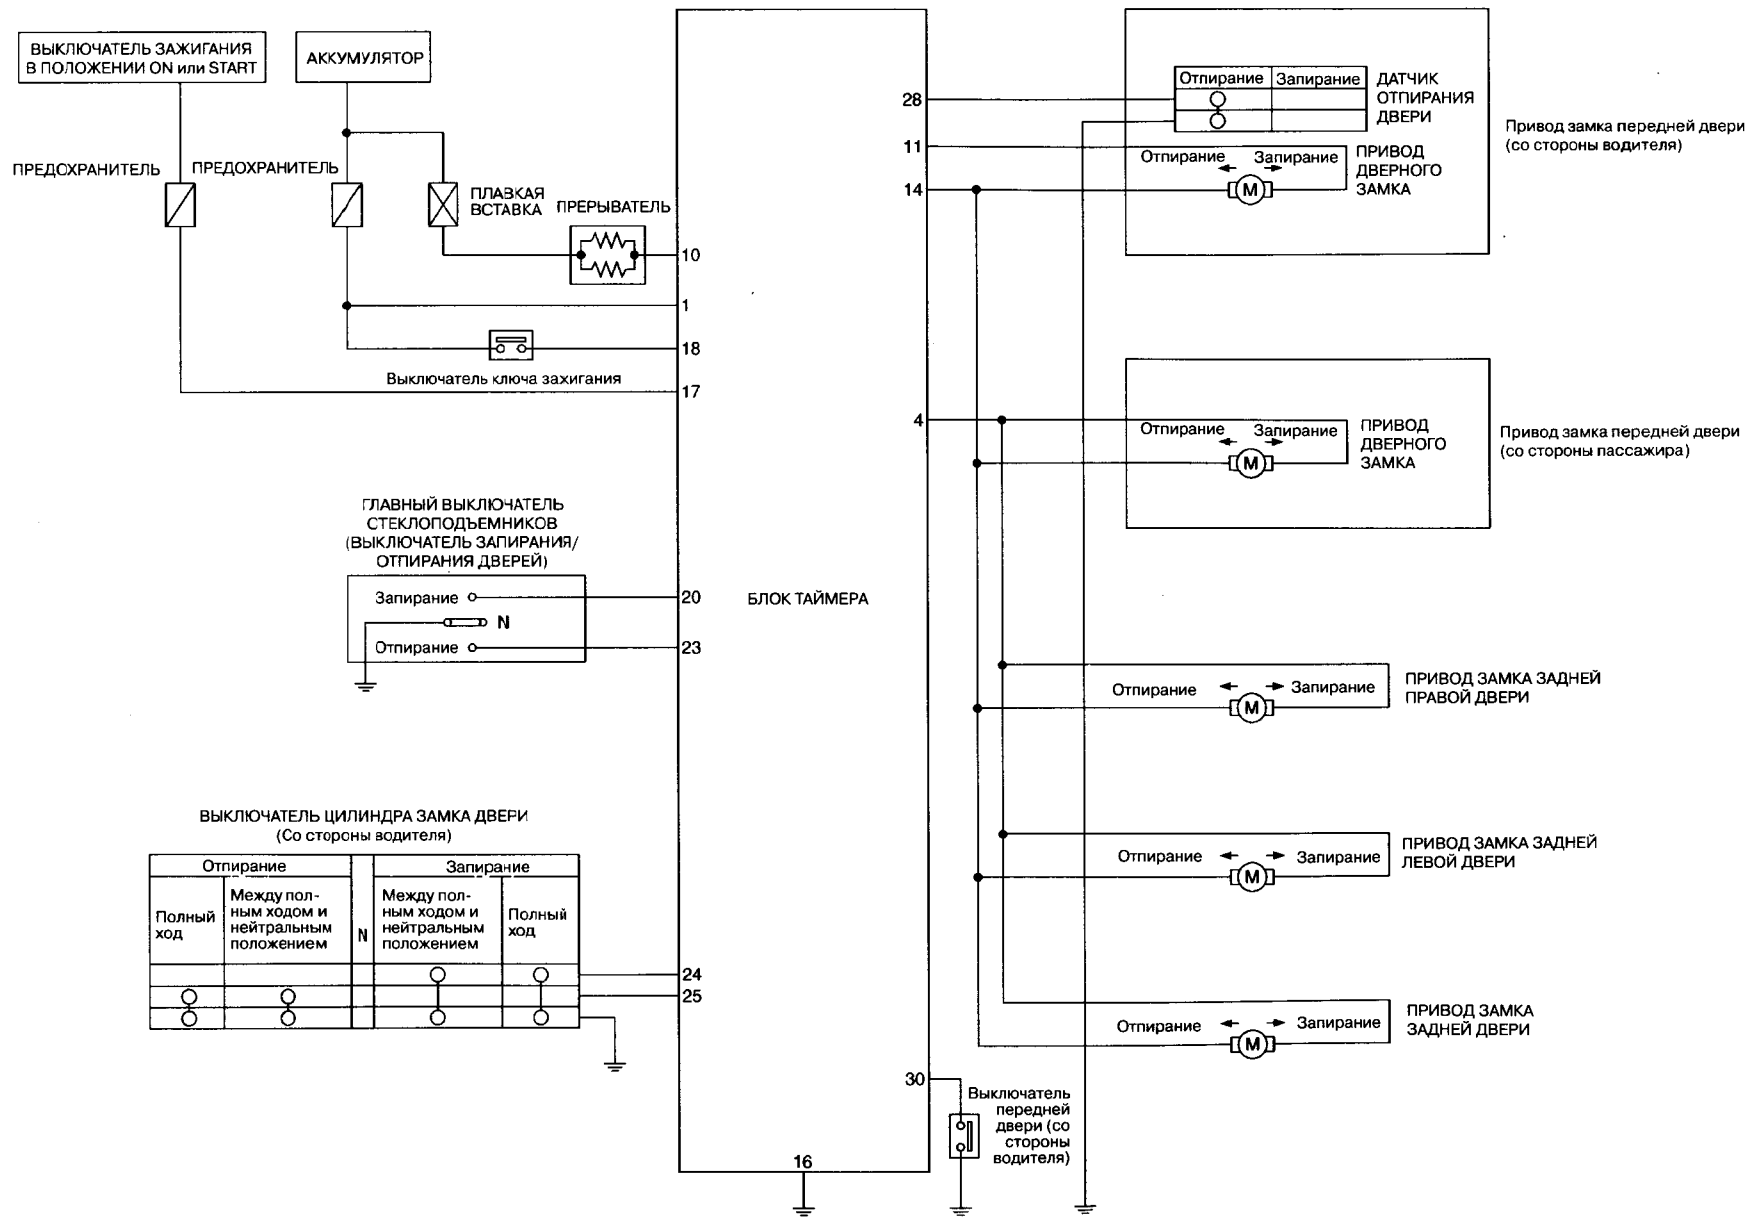 ВЫКЛЮЧАТЕЛЬ ЗАЖИГАНИЯ
В ПОЛОЖЕНИИ ON или START
АККУМУЛЯТОР
ПРЕДОХРАНИТЕЛЬ
ПРЕДОХРАНИТЕЛЬ
ПЛАВКАЯ
ВСТАВКА
ПРЕРЫВАТЕЛЬ
10
1
18
Выключатель ключа зажигания
17
ГЛАВНЫЙ ВЫКЛЮЧАТЕЛЬ
СТЕКЛОПОДЪЕМНИКОВ
(ВЫКЛЮЧАТЕЛЬ ЗАПИРАНИЯ/
ОТПИРАНИЯ ДВЕРЕЙ)
Запирание
N
Отпирание
20
23
БЛОК ТАЙМЕРА
ВЫКЛЮЧАТЕЛЬ ЦИЛИНДРА ЗАМКА ДВЕРИ
(Со стороны водителя)
Отпирание
Запирание
Полный
ход
Между пол-
ным ходом и
нейтральным
положением
N
Между пол-
ным ходом и
нейтральным
положением
Полный
ход
24
25
16
28
11
14
4
30
Отпирание
Запирание
ДАТЧИК
ОТПИРАНИЯ
ДВЕРИ
Отпирание
Запирание
M
ПРИВОД
ДВЕРНОГО
ЗАМКА
Привод замка передней двери
(со стороны водителя)
Отпирание
Запирание
M
ПРИВОД
ДВЕРНОГО
ЗАМКА
Привод замка передней двери
(со стороны пассажира)
Отпирание
Запирание
M
ПРИВОД ЗАМКА ЗАДНЕЙ
ПРАВОЙ ДВЕРИ
Отпирание
Запирание
M
ПРИВОД ЗАМКА ЗАДНЕЙ
ЛЕВОЙ ДВЕРИ
Отпирание
Запирание
M
ПРИВОД ЗАМКА
ЗАДНЕЙ ДВЕРИ
Выключатель
передней
двери (со
стороны
водителя)